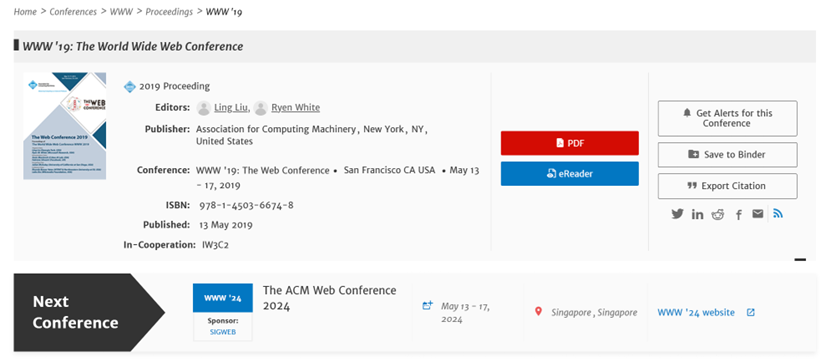 Home > Conferences > WWW > Proceedings > WWW '19
WWW '19: The World Wide Web Conference
2019 Proceeding
Editors: Ling Liu, Ryen White
Publisher: Association for Computing Machinery, New York, NY,
United States
Conference: WWW '19: The Web Conference • San Francisco CA USA • May 13
- 17, 2019
ISBN: 978-1-4503-6674-8
Published: 13 May 2019
In-Cooperation: IW3C2
The Web Conference 2019
PDF
eReader
Get Alerts for this
Conference
Save to Binder
Export Citation
Next
Conference
WWW '24
Sponsor:
SIGWEB
The ACM Web Conference
2024
May 13 - 17,
2024
Singapore , Singapore
WWW '24 website